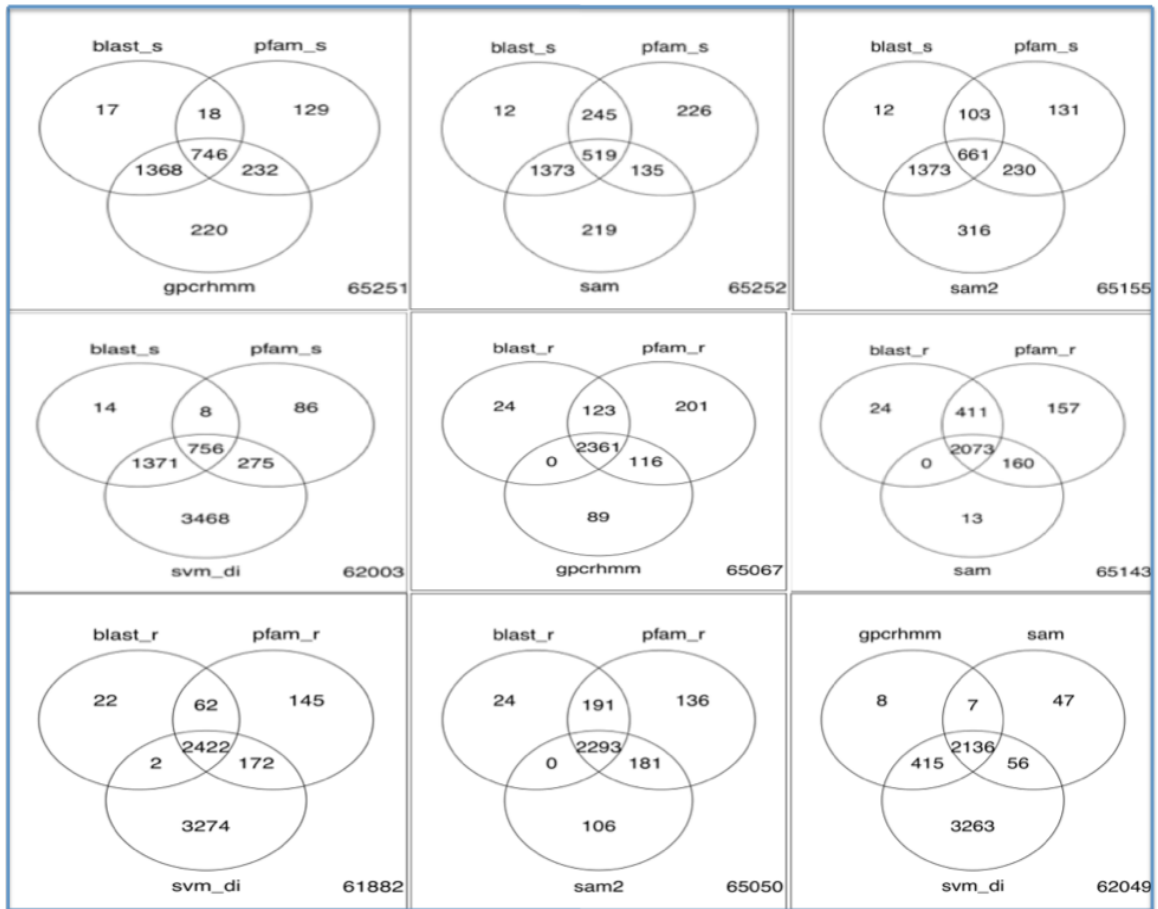 blast_s pfam_s
17 18 129
746
1368 232
220
gpcrhmm 65251
blast_s pfam_s
12 245 226
519
1373 135
219
sam 65252
blast_s pfam_s
12 103 131
661
1373 230
316
sam2 65155
blast_s pfam_s
14 8 86
756
1371 275
3468
svm_di 62003
blast_r pfam_r
24 123 201
2361
0 116
89
gpcrhmm 65067
blast_r pfam_r
24 411 157
2073
0 160
13
sam 65143
blast_r pfam_r
22 62 145
2422
2 172
3274
svm_di 61882
blast_r pfam_r
24 191 136
2293
0 181
106
sam2 65050
gpcrhmm sam
8 7 47
2136
415 56
3263
svm_di 62049